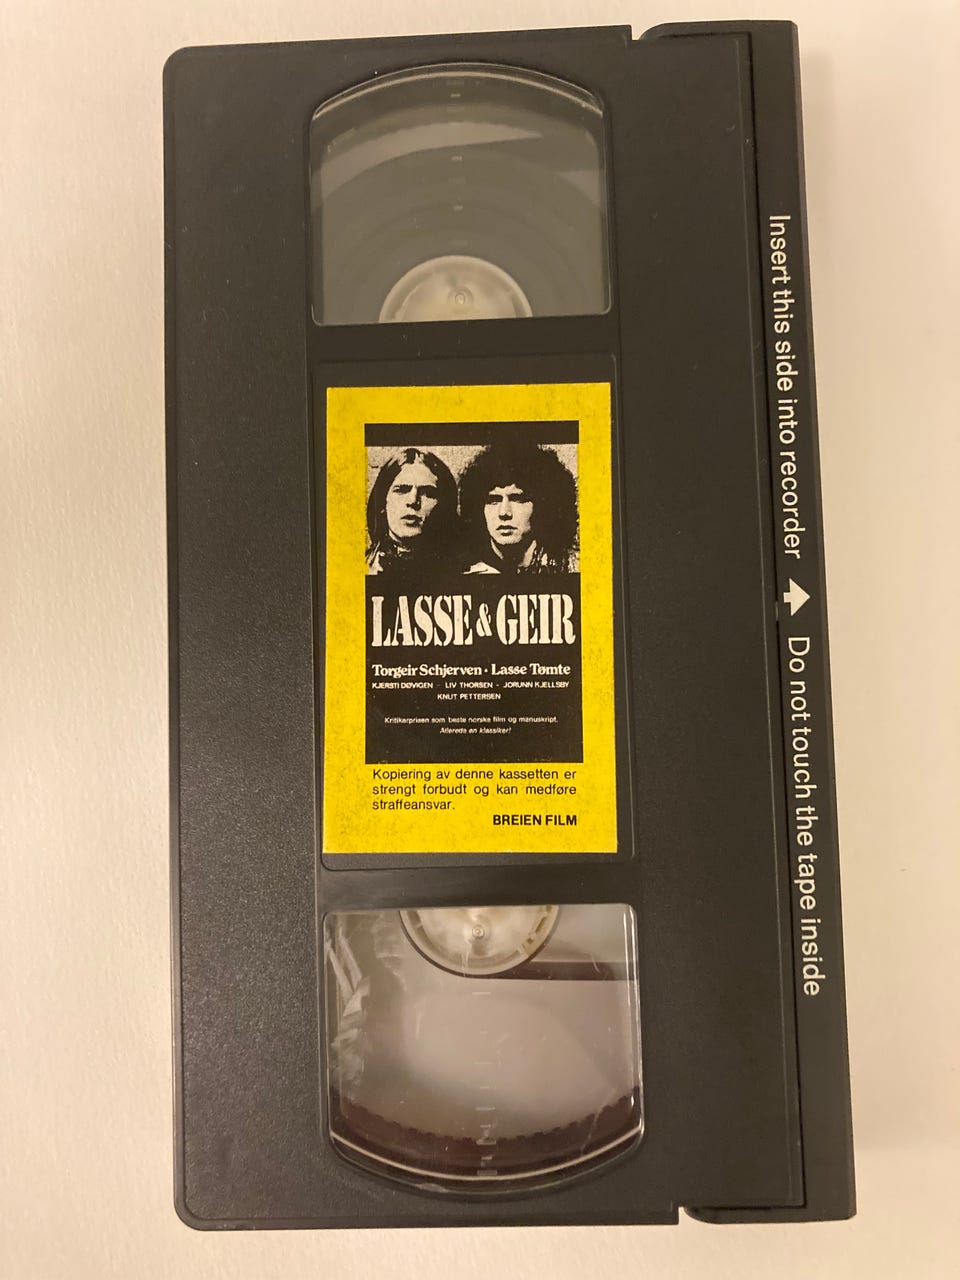 LASSE & GEIR
Torgeir Schjerven • Lasse Tømte
KJERSTI DØVIGEN - LIV THORSEN - JORUNN KJELLSBY
KNUT PETTERSEN
Kritikerprisen som beste norske film og manuskript.
Allerede en klassiker!
Kopiering av denne kassetten er
strengt forbudt og kan medføre
straffeansvar.
BREIEN FILM
Insert this side into recorder ⬆ Do not touch the tape inside